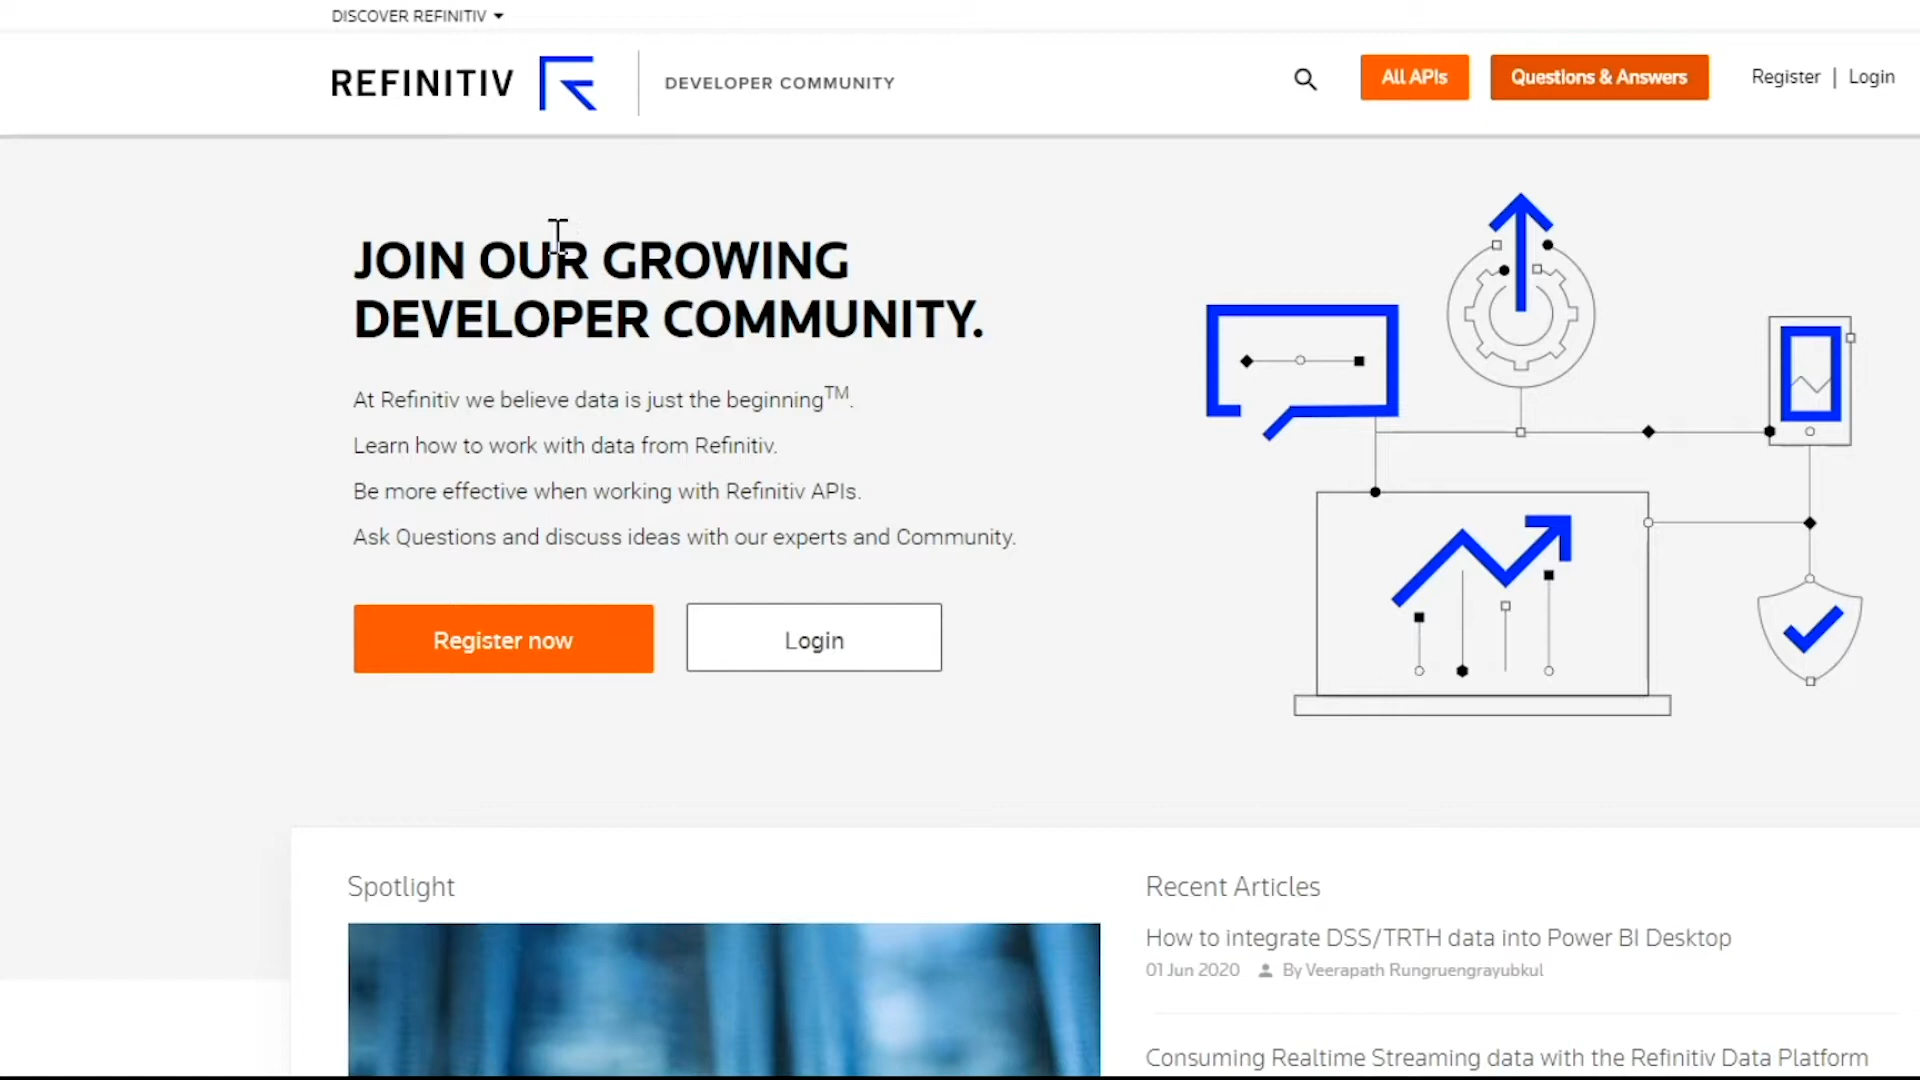 DISCOVER REFINITIV
REFINITIV
DEVELOPER COMMUNITY
All APIs
Questions & Answers
Register | Login
JOIN OUR GROWING
DEVELOPER COMMUNITY.
At Refinitiv we believe data is just the beginning™.
Learn how to work with data from Refinitiv.
Be more effective when working with Refinitiv APIs.
Ask Questions and discuss ideas with our experts and Community.
Register now
Login
Spotlight
Recent Articles
How to integrate DSS/TRTH data into Power BI Desktop
01 Jun 2020 By Veerapath Rungruengrayubkul
Consuming Realtime Streaming data with the Refinitiv Data Platform